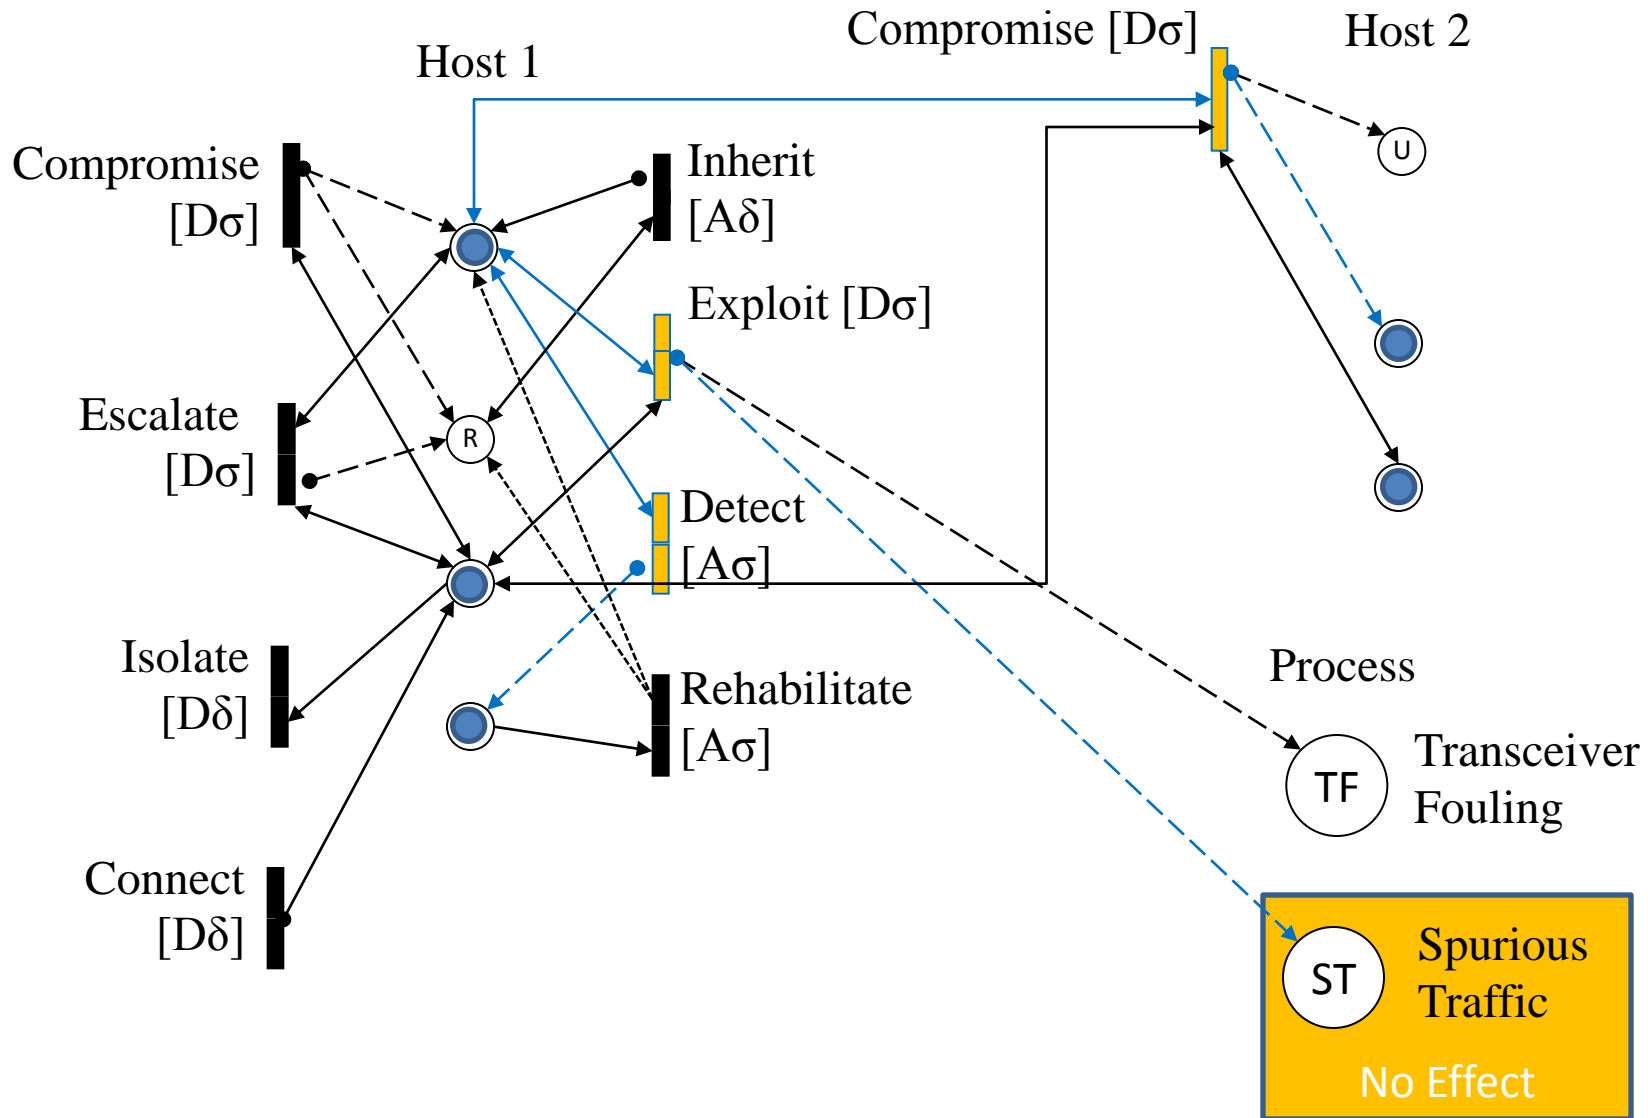 Compromise [Dσ]
Host 2
Host 1
Compromise
[Dσ]
Inherit
[Aδ]
U
Exploit [Dσ]
Escalate
[Dσ]
R
Detect
[Aσ]
Isolate
[Dδ]
Rehabilitate
[Aσ]
Process
TF
Transceiver
Fouling
Connect
[Dδ]
ST
Spurious
Traffic
No Effect